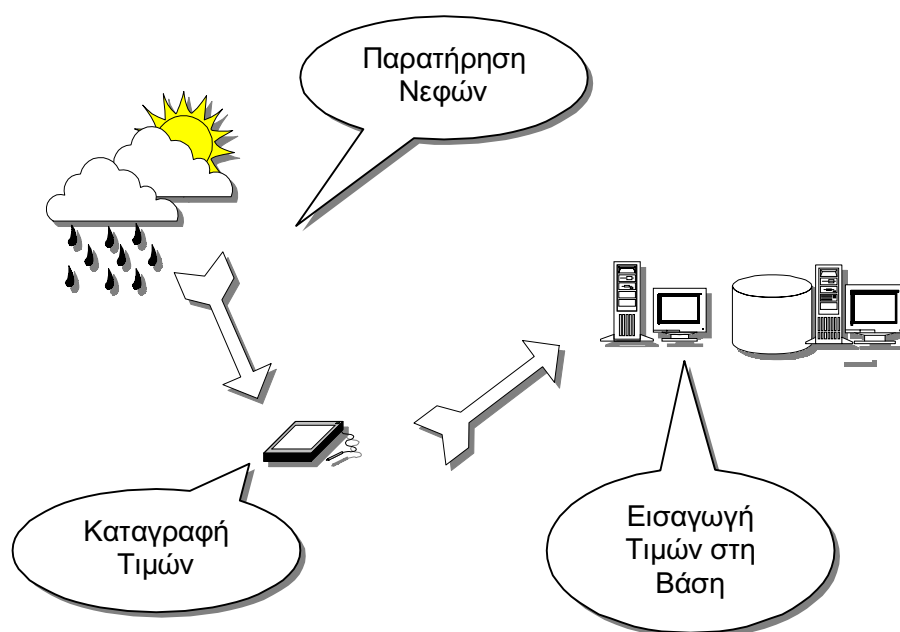 Παρατήρηση
Νεφών
Καταγραφή
Τιμών
Εισαγωγή
Τιμών στη
Βάση